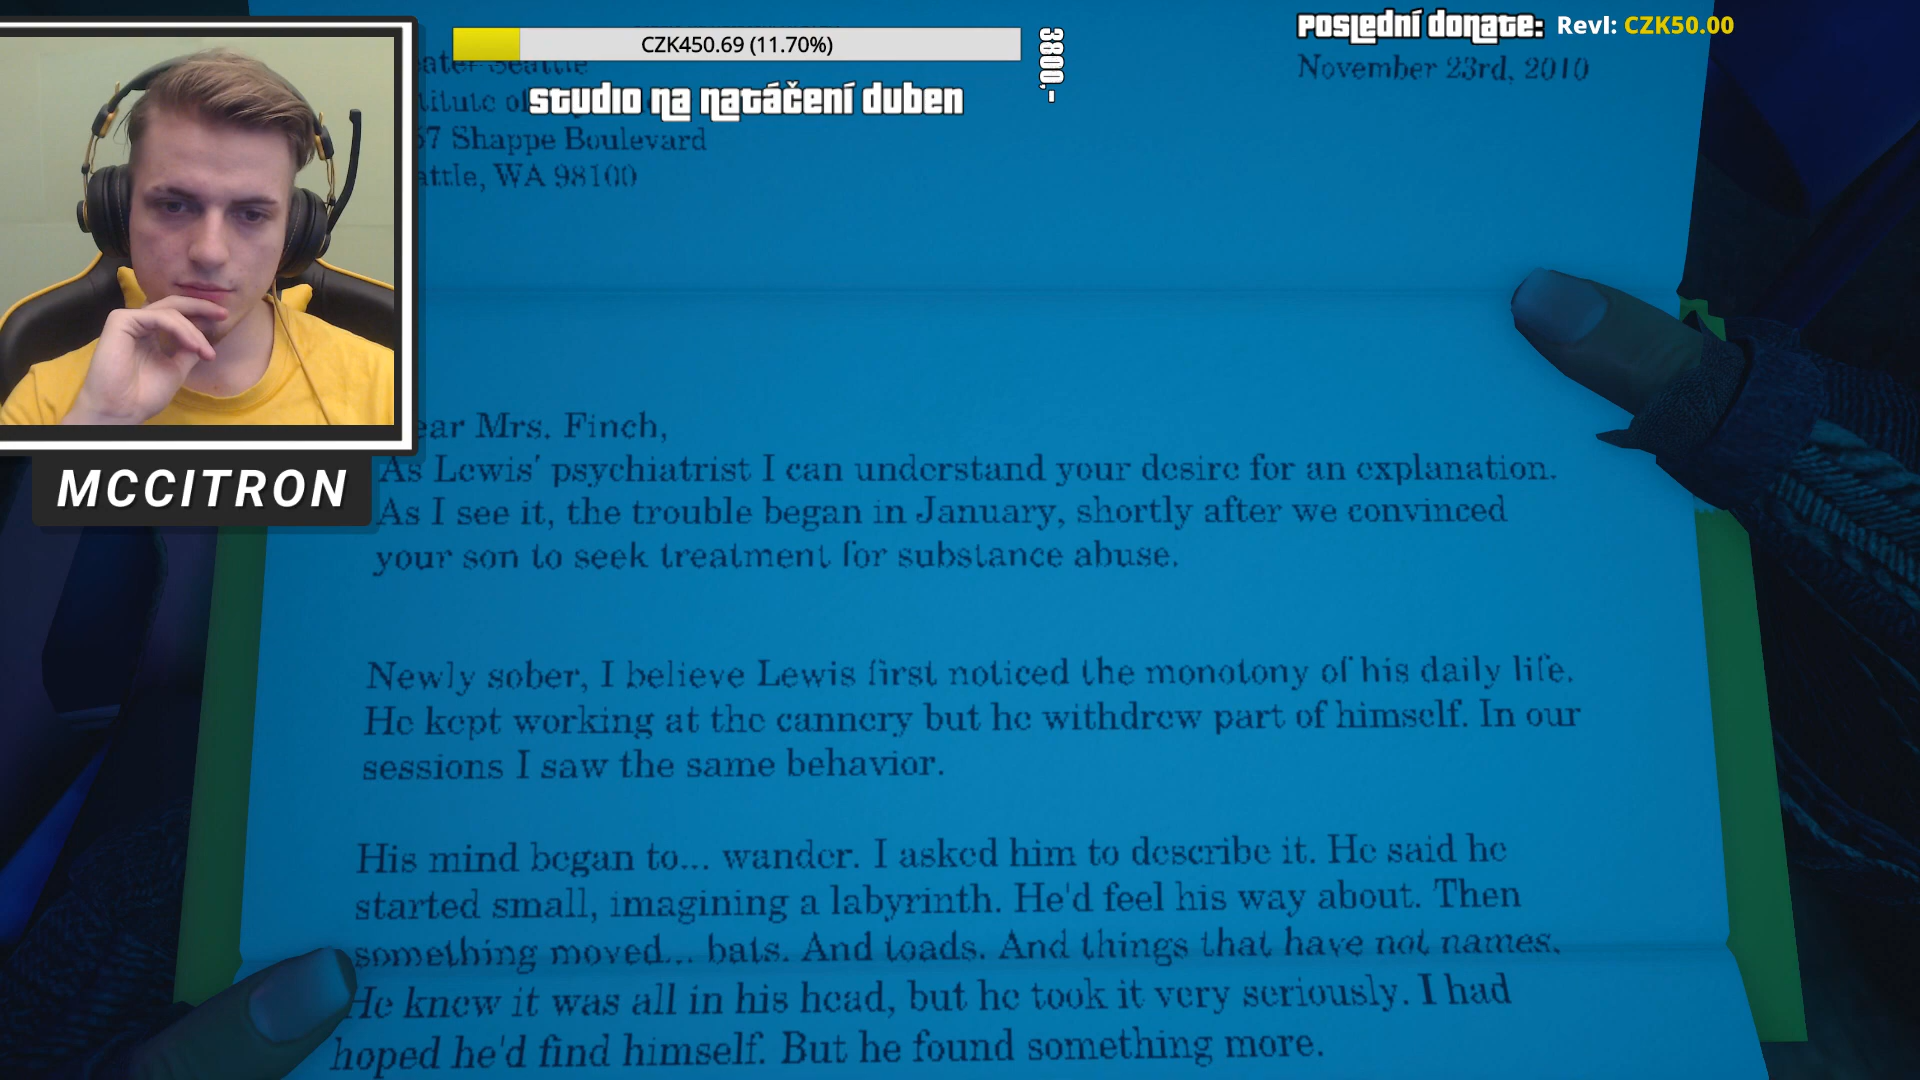 CZK450.69 (11.70%)
3800,-
studio na natáčení duben
Poslední donate: Revl: CZK50.00
November 23rd, 2010
Shappe Boulevard
WA 98100
MCCITRON
Mrs. Finch,
As Lewis' psychiatrist I can understand your desire for an explanation.
As I see it, the trouble began in January, shortly after we convinced
your son to seek treatment for substance abuse.
Newly sober, I believe Lewis first noticed the monotony of his daily life.
He kept working at the cannery but he withdrew part of himself. In our
sessions I saw the same behavior.
His mind began to... wander. I asked him to describe it. He said he
started small, imagining a labyrinth. He'd feel his way about. Then
something moved... bats. And toads. And things that have not names.
He knew it was all in his head, but he took it very seriously. I had
hoped he'd find himself. But he found something more.